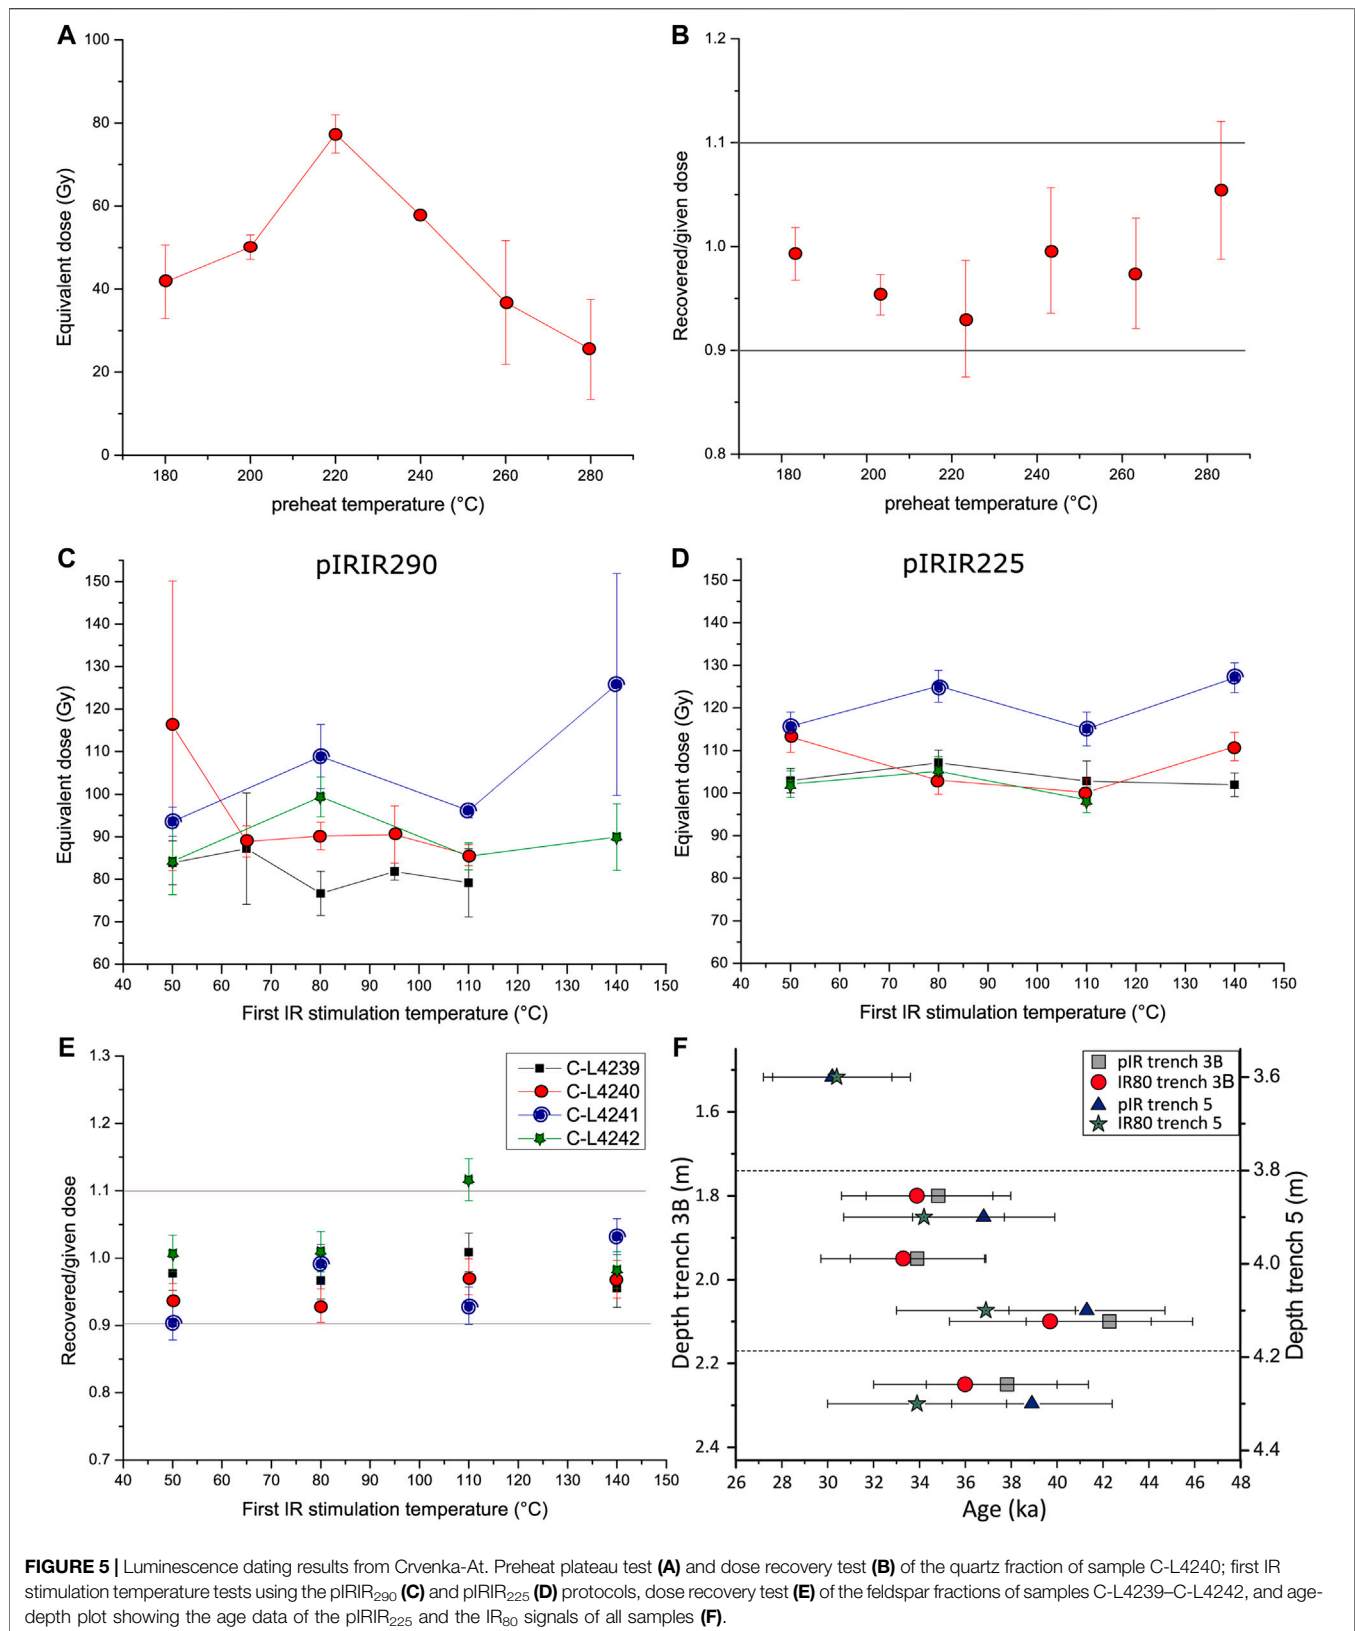 A
100
80
60
40
20
0
Equivalent dose (Gy)
180 200 220 240 260 280
preheat temperature (°C)
B
1.2
1.1
1.0
0.9
0.8
Recovered/given dose
180 200 220 240 260 280
preheat temperature (°C)
C
pIRIR290
150
140
130
120
110
100
90
80
70
60
Equivalent dose (Gy)
40 50 60 70 80 90 100 110 120 130 140 150
First IR stimulation temperature (°C)
D
pIRIR225
150
140
130
120
110
100
90
80
70
60
Eqivalent dose (Gy)
40 50 60 70 80 90 100 110 120 130 140 150
First IR stimulation temperature (°C)
E
1.3
1.2
1.1
1.0
0.9
0.8
0.7
Recovered/given dose
C-L4239
C-L4240
C-L4241
C-L4242
40 50 60 70 80 90 100 110 120 130 140 150
First IR stimulation temperature (°C)
F
pIR trench 3B
IR80 trench 3B
pIR trench 5
IR80 trench 5
1.6
1.8
2.0
2.2
2.4
Depth trench 3B (m)
3.6
3.8
4.0
4.2
4.4
Depth trench 5 (m)
26 30 34 36 38 40 42 44 46 48
Age (ka)
FIGURE 5 | Luminescence dating results from Crvenka-At. Preheat plateau test (A) and dose recovery test (B) of the quartz fraction of sample C-L4240; first IR
stimulation temperature tests using the pIRIR290 (C) and pIRIR225 (D) protocols, dose recovery test (E) of the feldspar fractions of samples C-L4239–C-L4242, and age-
depth plot showing the age data of the pIRIR225 and the IR80 signals of all samples (F).